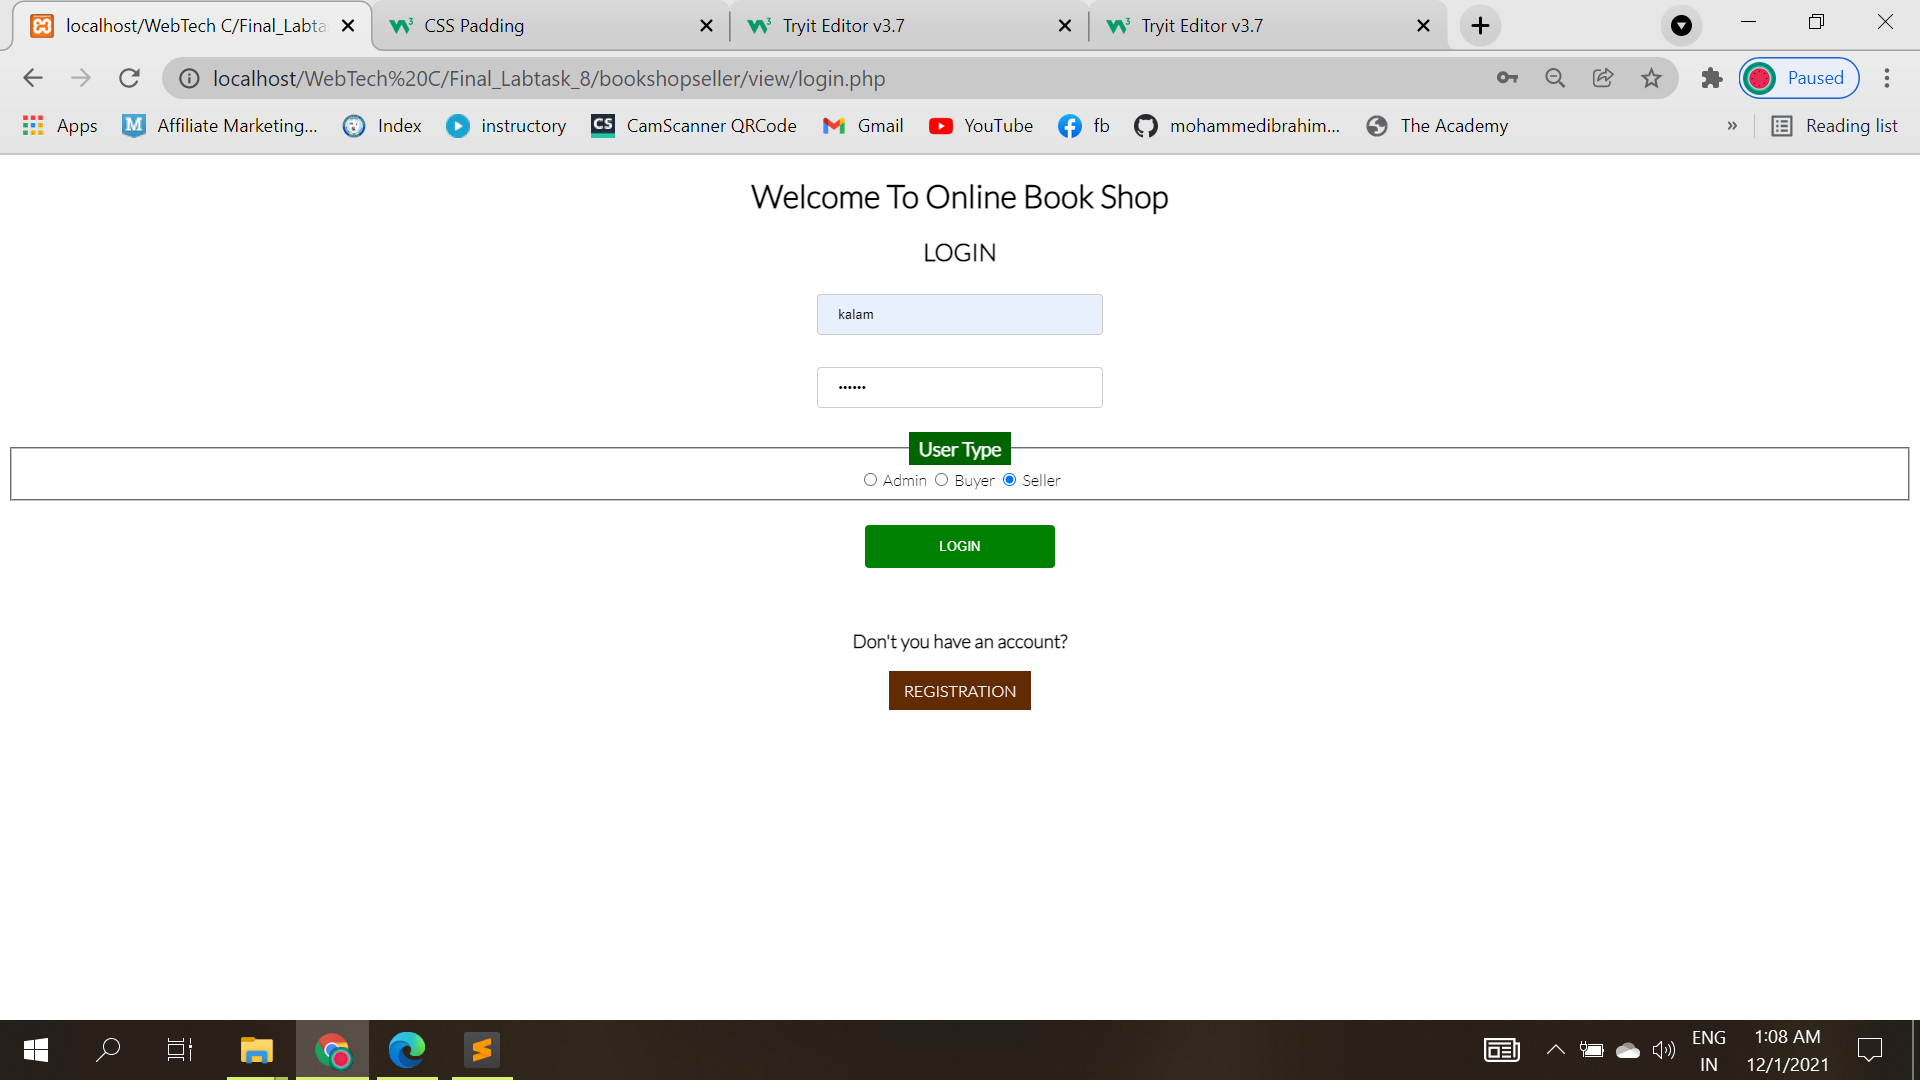 localhost/WebTech C/Final_Labta
CSS Padding
Tryit Editor v3.7
Tryit Editor v3.7
localhost/WebTech%20C/Final_Labtask_8/bookshopseller/view/login.php
Paused
Apps
Affiliate Marketing...
Index
instructory
CS
CamScanner QRCode
Gmail
YouTube
fb
mohammedibrahim...
The Academy
»
Reading list
Welcome To Online Book Shop
LOGIN
kalam
••••••
User Type
Admin Buyer Seller
LOGIN
Don't you have an account?
REGISTRATION
ENG
IN
1:08 AM
12/1/2021